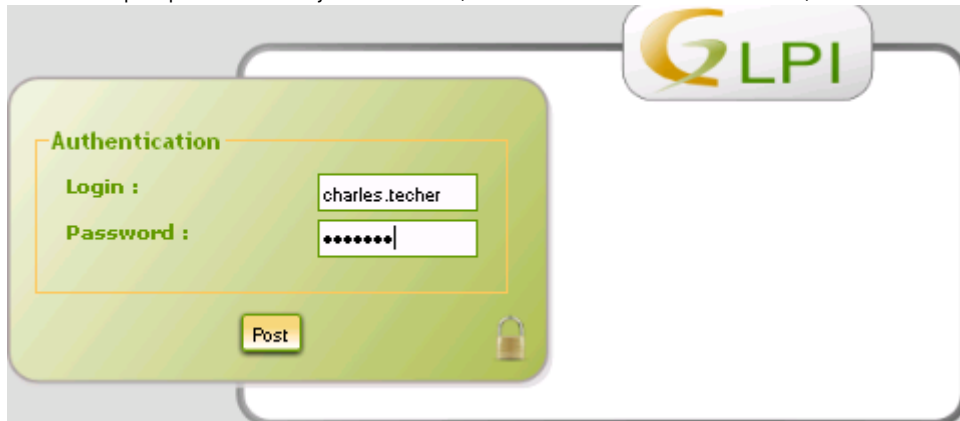 GLPI
Authentication
Login :
charles.techer
Password :
•••••••
Post